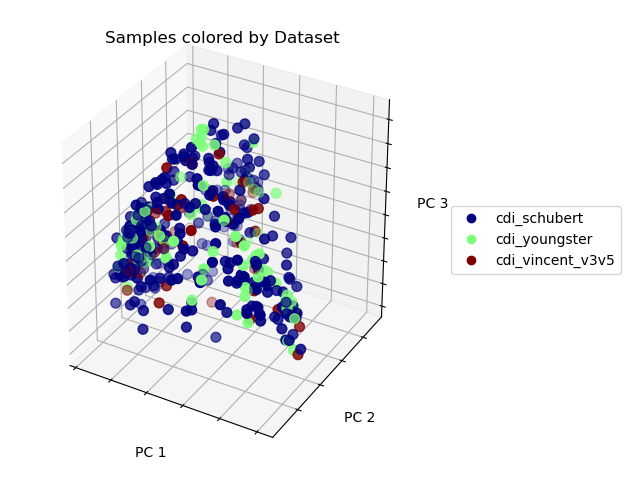 Samples colored by Dataset
PC 3
cdi_schubert
cdi_youngster
cdi_vincent_v3v5
PC 2
PC 1